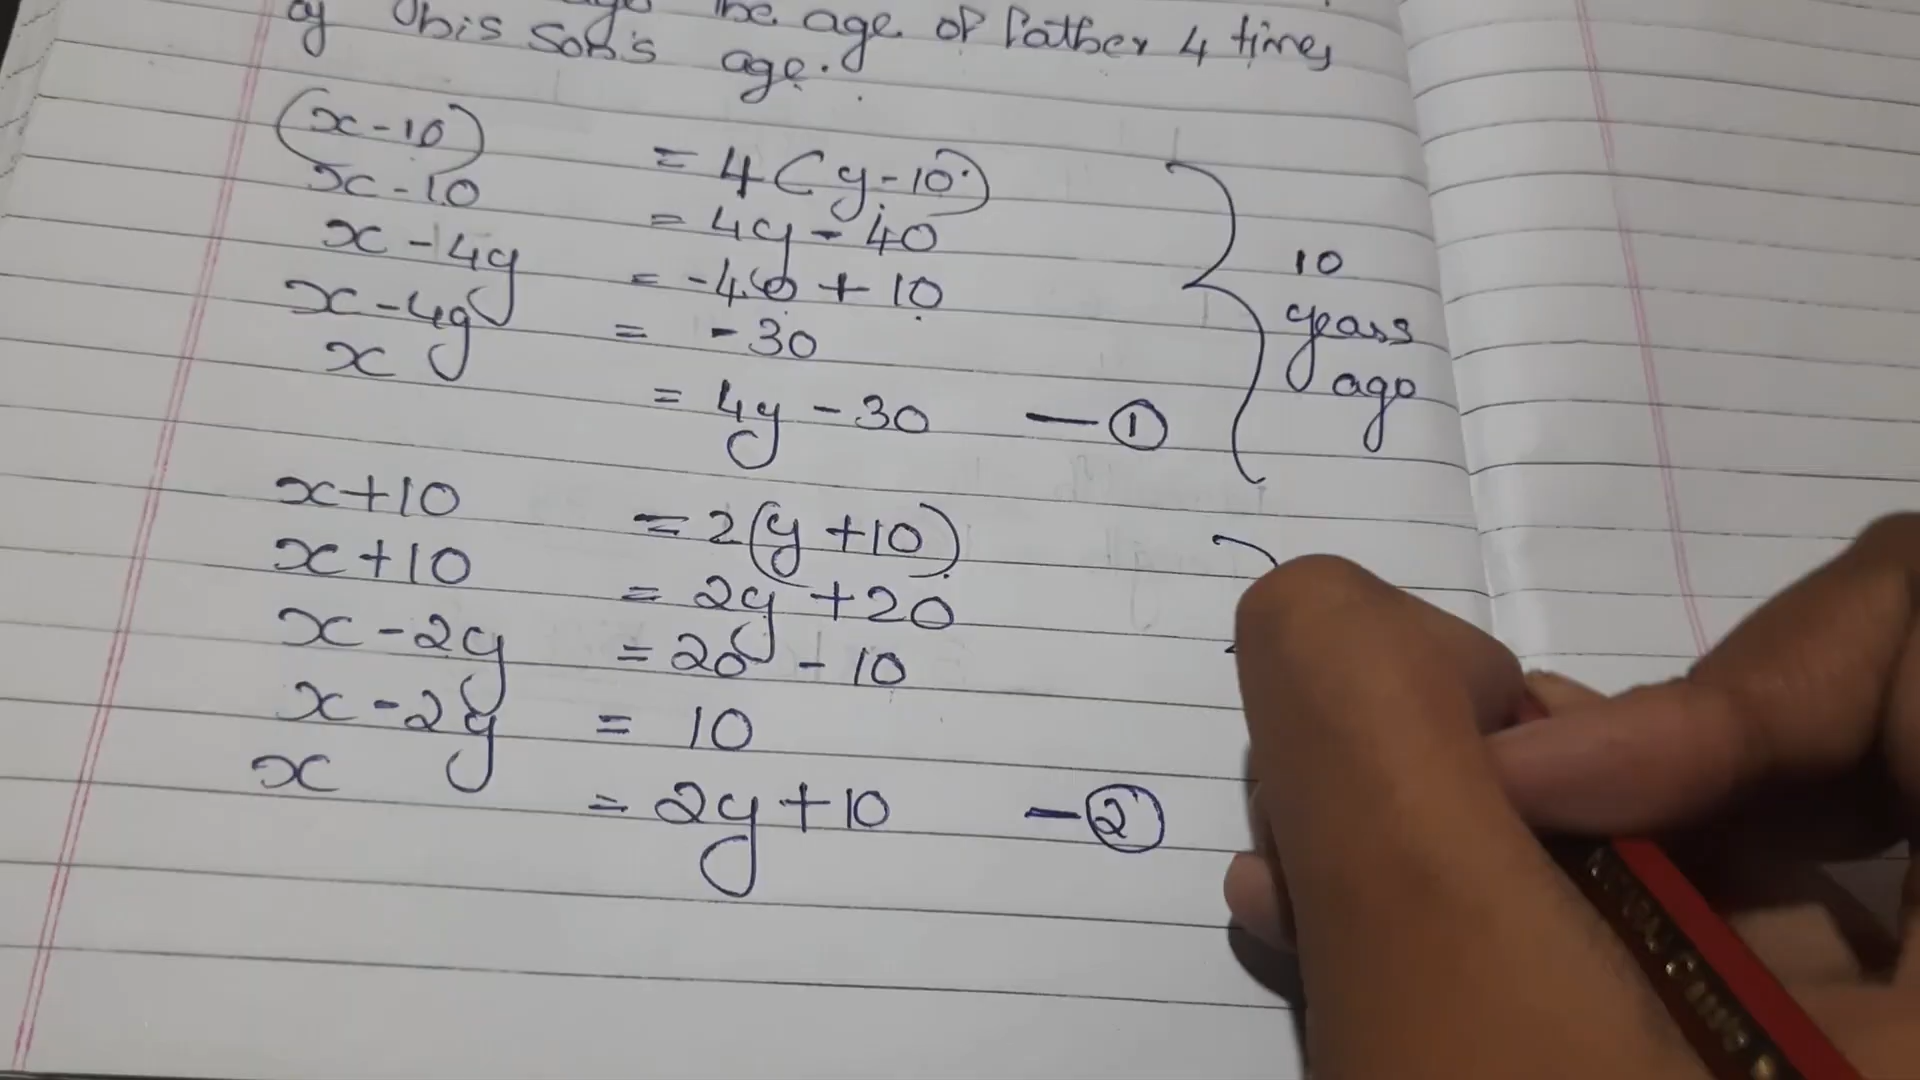 the age of father 4 times
of his son's age.
(x-10) = 4(y-10)
x-10 = 4y-40
x-4y = -40+10
x-4y = -30
x = 4y-30 —①
10
years
ago
x+10 = 2(y+10)
x+10 = 2y+20
x-2y = 20-10
x-2y = 10
x = 2y+10 —②